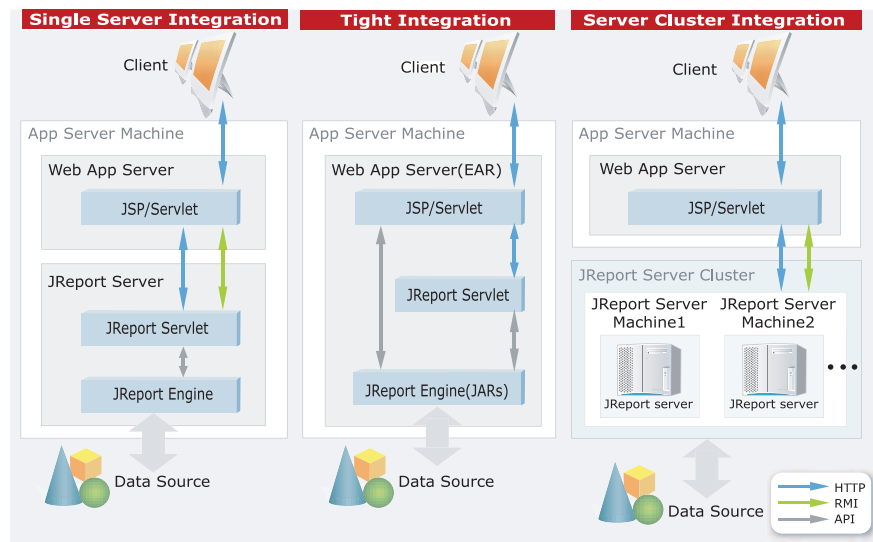 Single Server Integration
Client
App Server Machine
Web App Server
JSP/Servlet
JReport Server
JReport Servlet
JReport Engine
Data Source
Tight Integration
Client
App Server Machine
Web App Server(EAR)
JSP/Servlet
JReport Servlet
JReport Engine(JARs)
Data Source
Server Cluster Integration
Client
App Server Machine
Web App Server
JSP/Servlet
JReport Server Cluster
JReport Server
Machine1
JReport server
JReport Server
Machine2
JReport server
Data Source
HTTP
RMI
API